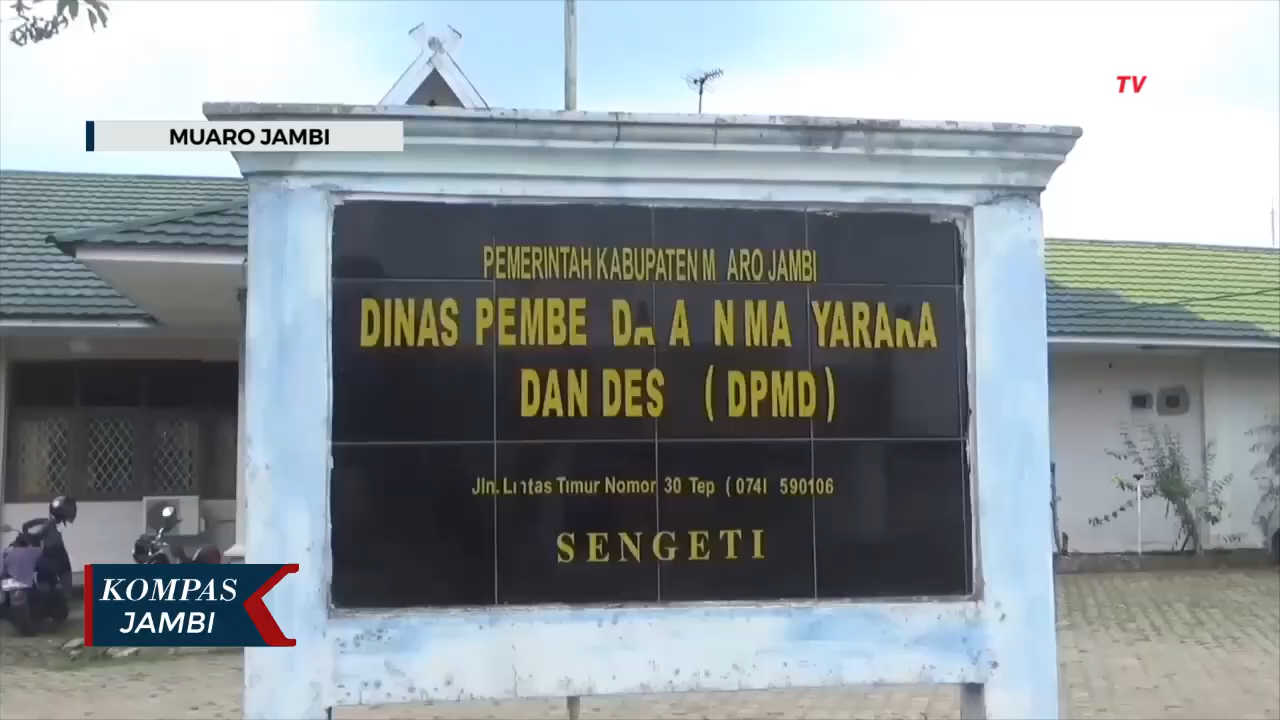 TV
MUARO JAMBI
PEMERINTAH KABUPATEN M ARO JAMBI
DINAS PEMBE DA A N MA YARAKA
DAN DES ( DPMD )
Jln. Lintas Timur Nomor 30 Tep ( 0741 590106
SENGETI
KOMPAS
JAMBI